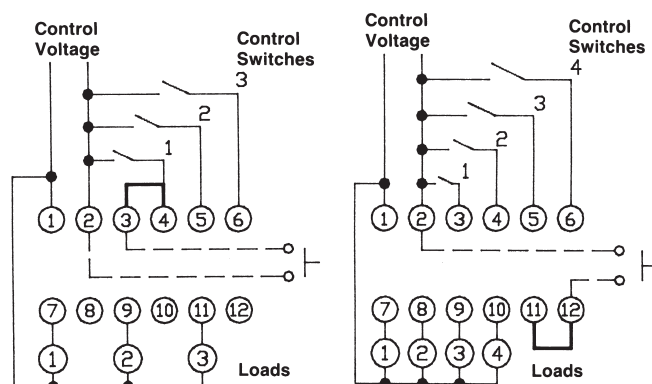 Control
Voltage
Control
Switches
3
2
1
1 2 3 4 5 6
7 8 9 10 11 12
1 2 3
Loads
Control
Voltage
Control
Switches
4
3
2
1
1 2 3 4 5 6
7 8 9 10 11 12
1 2 3 4
Loads